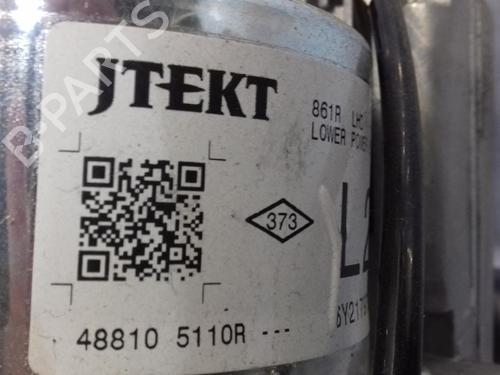 JTEKT
861R LHD
LOWER POWER
373
L2
6Y217
48810 5110R ---
B-PARTS